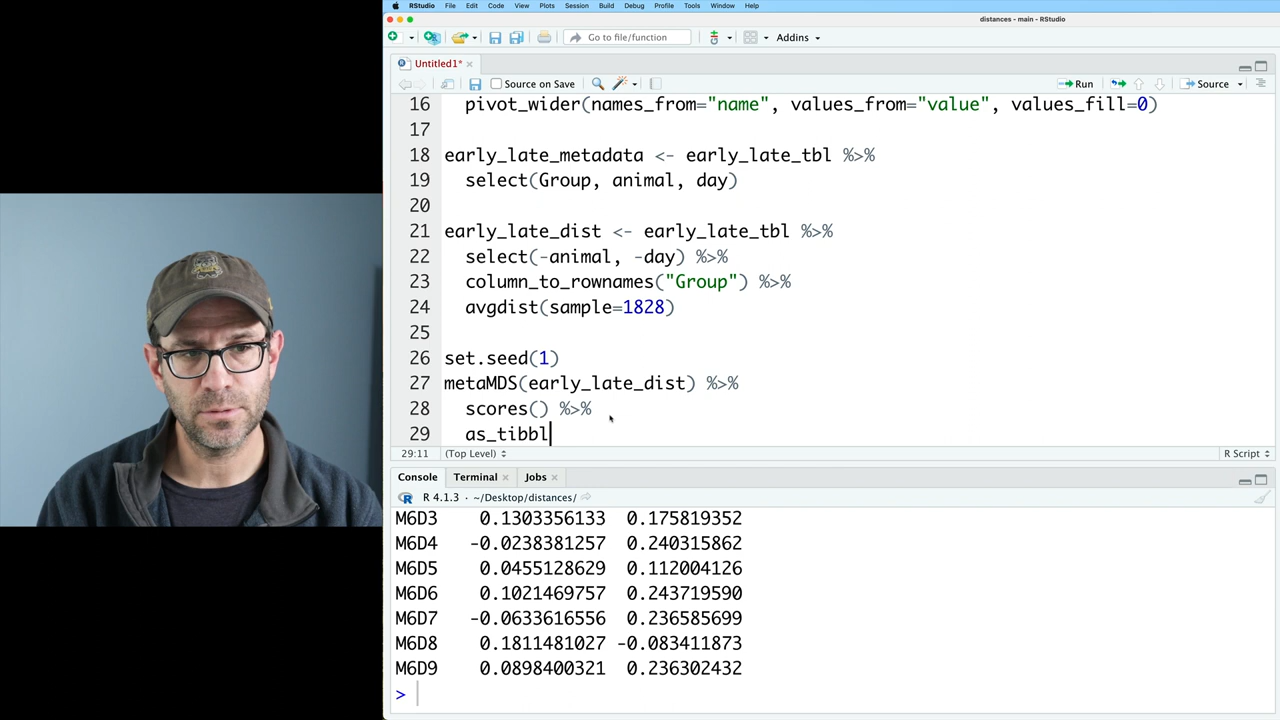 RStudio File Edit Code View Plots Session Build Debug Profile Tools Window Help
distances - main - RStudio
Go to file/function Addins
Untitled1*
Source on Save Run Source
16 pivot_wider(names_from="name", values_from="value", values_fill=0)
17
18 early_late_metadata <- early_late_tbl %>%
19 select(Group, animal, day)
20
21 early_late_dist <- early_late_tbl %>%
22 select(-animal, -day) %>%
23 column_to_rownames("Group") %>%
24 avgdist(sample=1828)
25
26 set.seed(1)
27 metaMDS(early_late_dist) %>%
28 scores() %>%
29 as_tibbl
29:11 (Top Level) R Script
Console Terminal Jobs
R 4.1.3 · ~/Desktop/distances/
M6D3 0.1303356133 0.175819352
M6D4 -0.0238381257 0.240315862
M6D5 0.0455128629 0.112004126
M6D6 0.1021469757 0.243719590
M6D7 -0.0633616556 0.236585699
M6D8 0.1811481027 -0.083411873
M6D9 0.0898400321 0.236302432
>